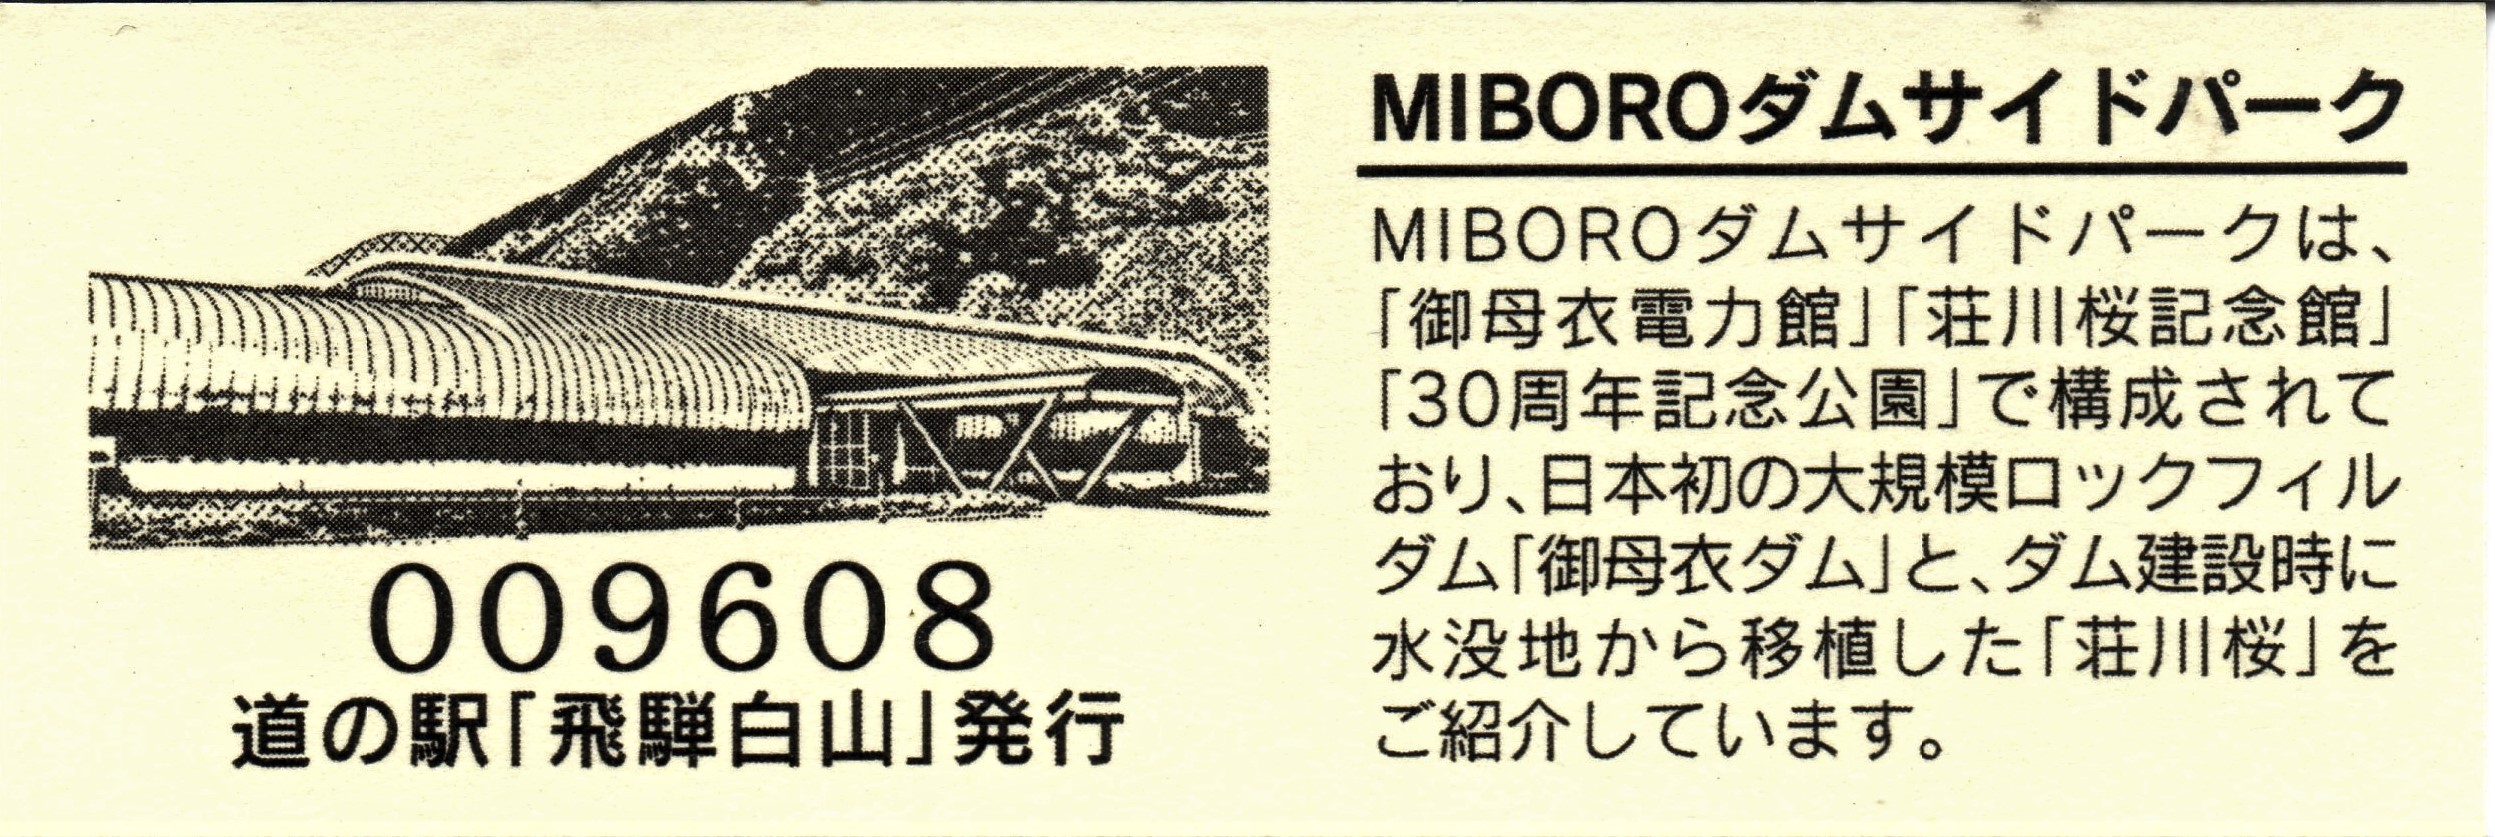 009608
道の駅「飛騨白山」発行
MIBOROダムサイドパーク
MIBOROダムサイドパークは、
「御母衣電力館」「荘川桜記念館」
「30周年記念公園」で構成されて
おり、日本初の大規模ロックフィル
ダム「御母衣ダム」と、ダム建設時に
水没地から移植した「荘川桜」を
ご紹介しています。